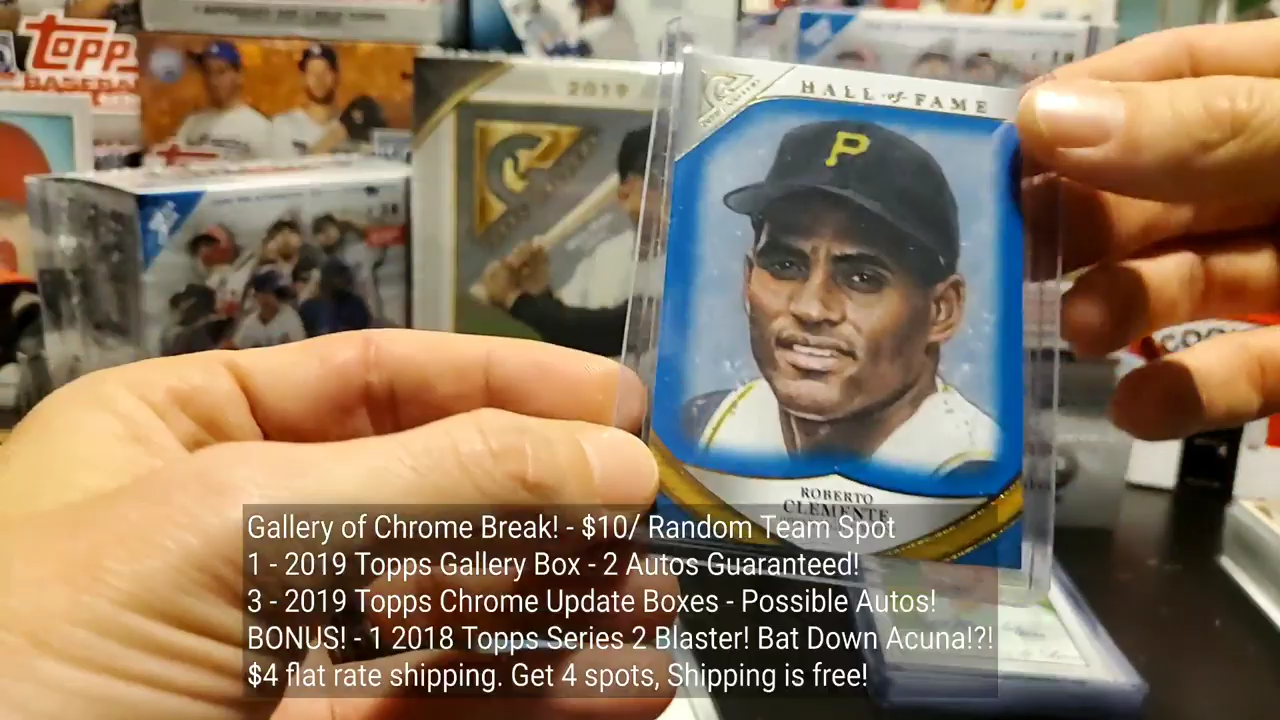 TOPPS
BASEBA
2019
HALL of FAME
P
ROBERTO
CLEMENTE
Gallery of Chrome Break! - $10/ Random Team Spot
1 - 2019 Topps Gallery Box - 2 Autos Guaranteed!
3 - 2019 Topps Chrome Update Boxes - Possible Autos!
BONUS! - 1 2018 Topps Series 2 Blaster! Bat Down Acuna!?!
$4 flat rate shipping. Get 4 spots, Shipping is free!